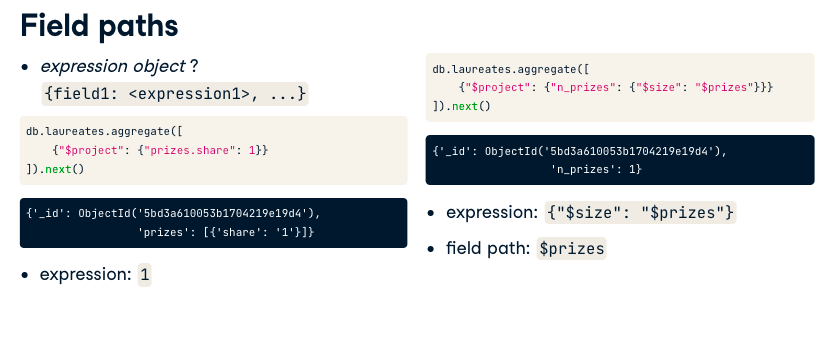 Field paths
• expression object ?
{field1: <expression1>, ...}
db.laureates.aggregate([
    {"$project": {"prizes.share": 1}}
]).next()
{'_id': ObjectId('5bd3a610053b1704219e19d4'),
                 'prizes': [{'share': '1'}]}
• expression: 1
db.laureates.aggregate([
    {"$project": {"n_prizes": {"$size": "$prizes"}}}
]).next()
{'_id': ObjectId('5bd3a610053b1704219e19d4'),
                 'n_prizes': 1}
• expression: {"$size": "$prizes"}
• field path: $prizes